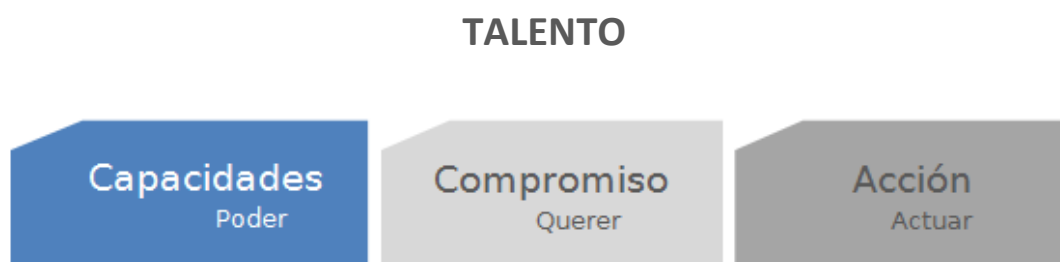 TALENTO
Capacidades
Poder
Compromiso
Querer
Acción
Actuar